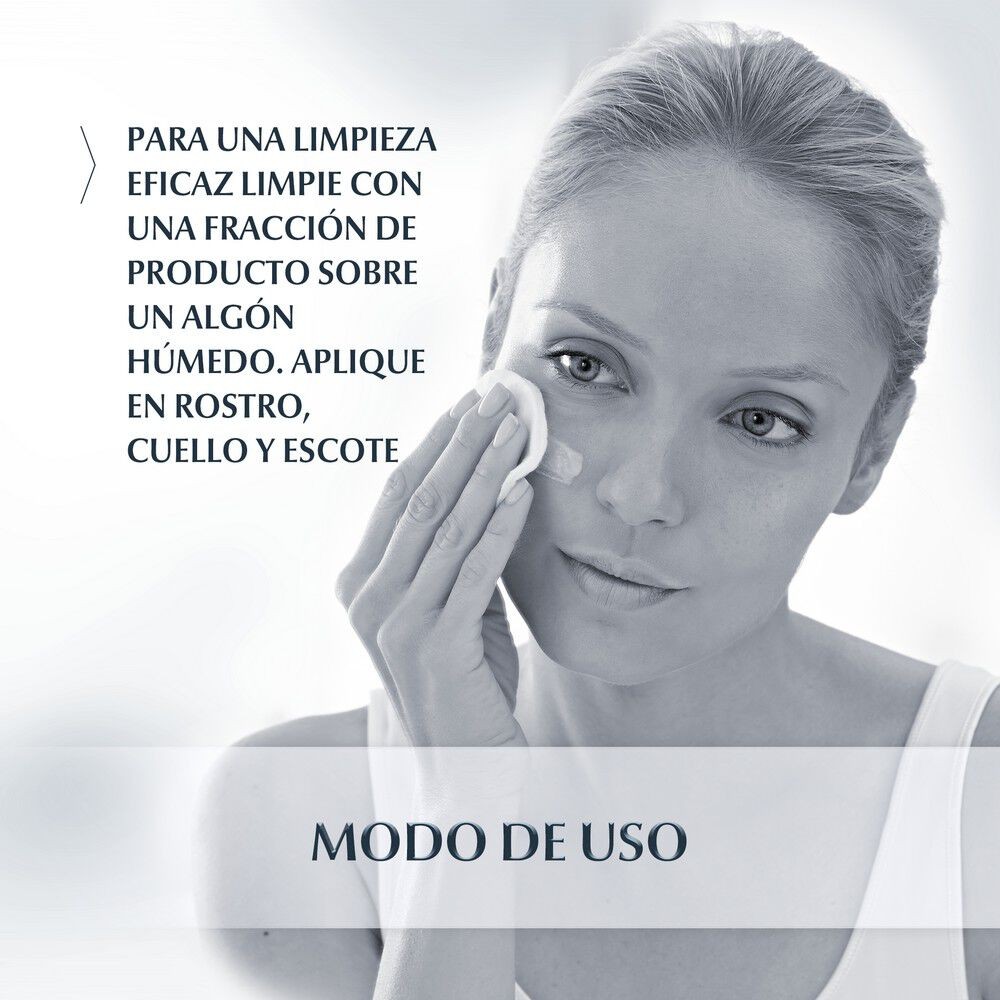 PARA UNA LIMPIEZA
EFICAZ LIMPIE CON
UNA FRACCIÓN DE
PRODUCTO SOBRE
UN ALGÓN
HÚMEDO. APLIQUE
EN ROSTRO,
CUELLO Y ESCOTE
MODO DE USO